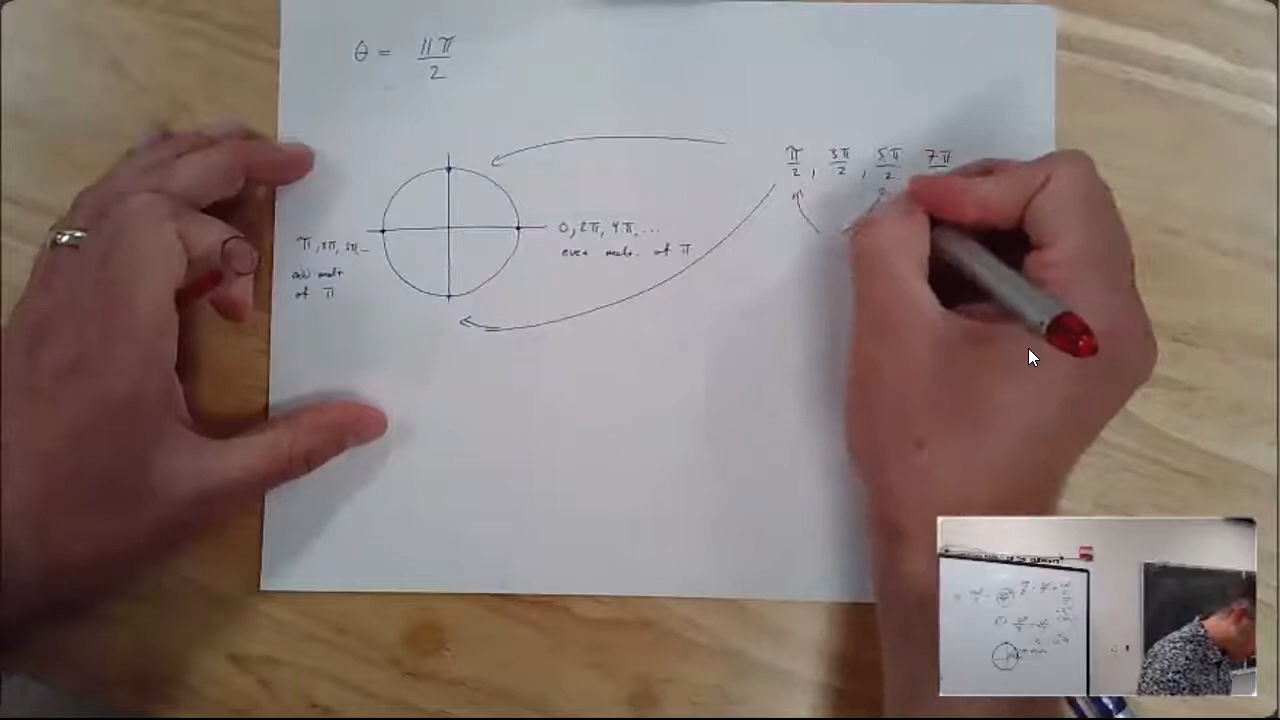 θ = 11π/2
π/2, 3π/2, 5π/2 7π
0, 2π, 4π, ...
even mult. of π
π, 3π, 5π...
odd mult.
of π